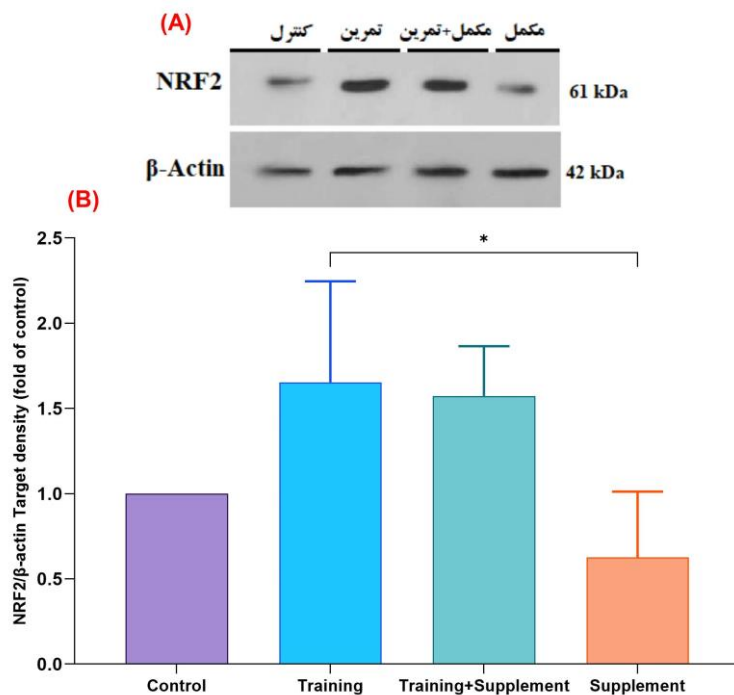 (A)
کنترل تمرین مکمل+تمرین مکمل
NRF2 61 kDa
β-Actin 42 kDa
(B)
*
NRF2/β-actin Target density (fold of control)
2.5
2.0
1.5
1.0
0.5
0.0
Control Training Training+Supplement Supplement